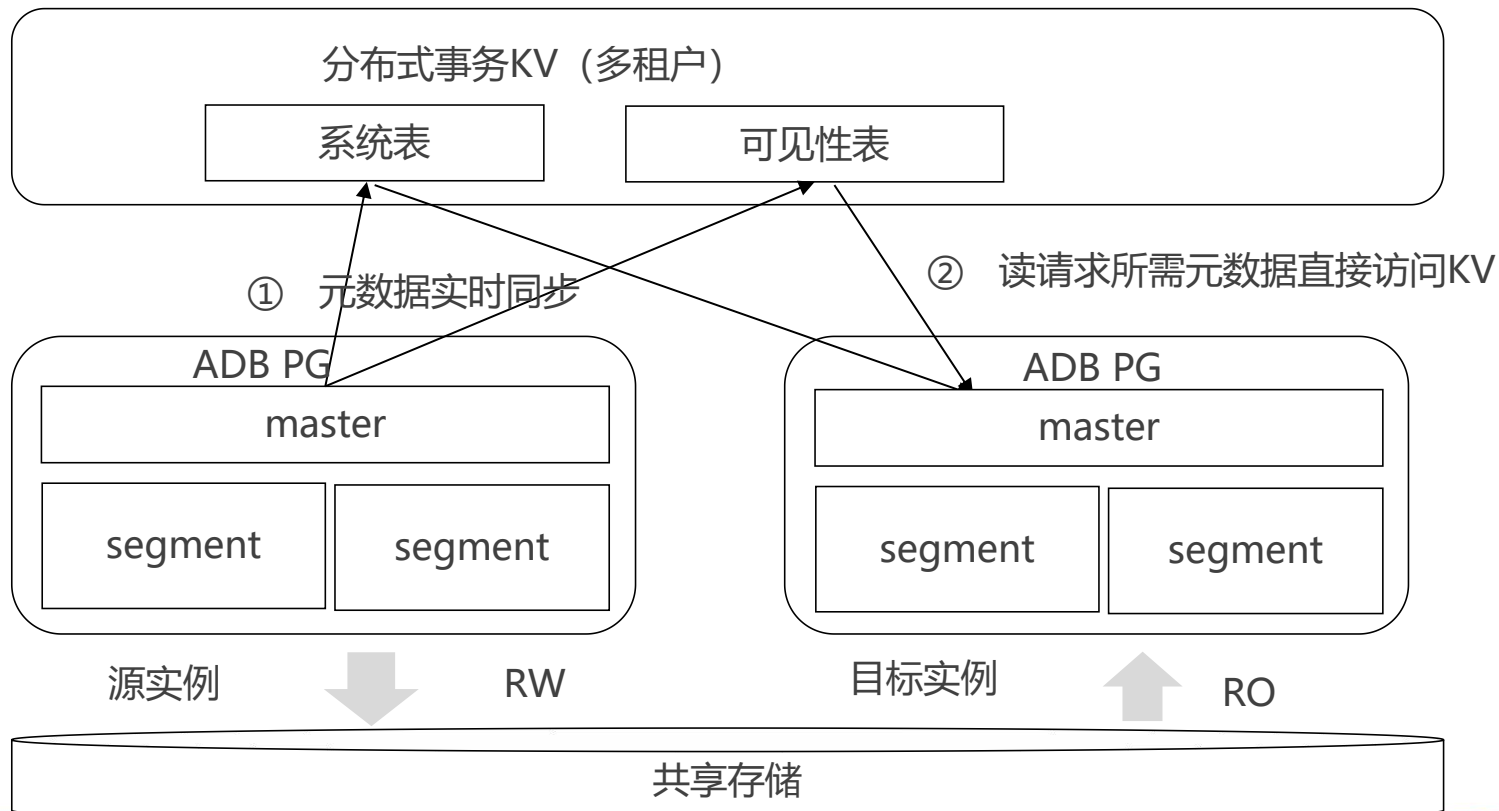 分布式事务KV（多租户）
系统表
可见性表
① 元数据实时同步
② 读请求所需元数据直接访问KV
ADB PG
master
segment
segment
ADB PG
master
segment
segment
源实例
RW
目标实例
RO
共享存储